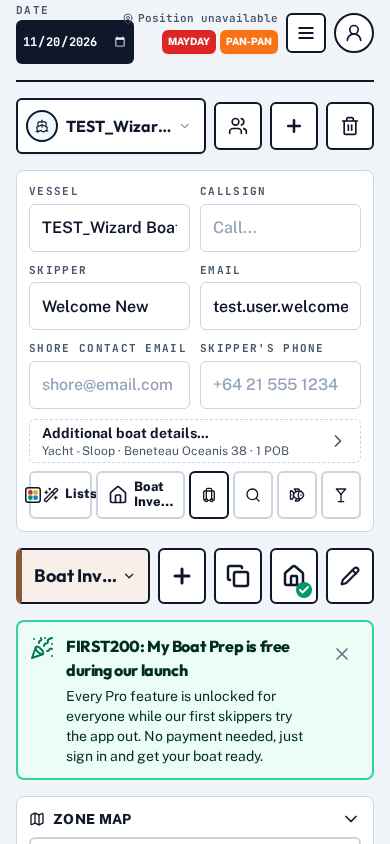 DATE
Position unavailable
11/20/2026
MAYDAY
PAN-PAN
TEST_Wizar...
VESSEL
CALLSIGN
TEST_Wizard Boa
Call...
SKIPPER
EMAIL
Welcome New
test.user.welcome
SHORE CONTACT EMAIL
SKIPPER'S PHONE
shore@email.com
+64 21 555 1234
Additional boat details...
Yacht - Sloop · Beneteau Oceanis 38 · 1 POB
Lists
Boat
Inve...
Boat Inv...
FIRST200: My Boat Prep is free
during our launch
Every Pro feature is unlocked for
everyone while our first skippers try
the app out. No payment needed, just
sign in and get your boat ready.
ZONE MAP